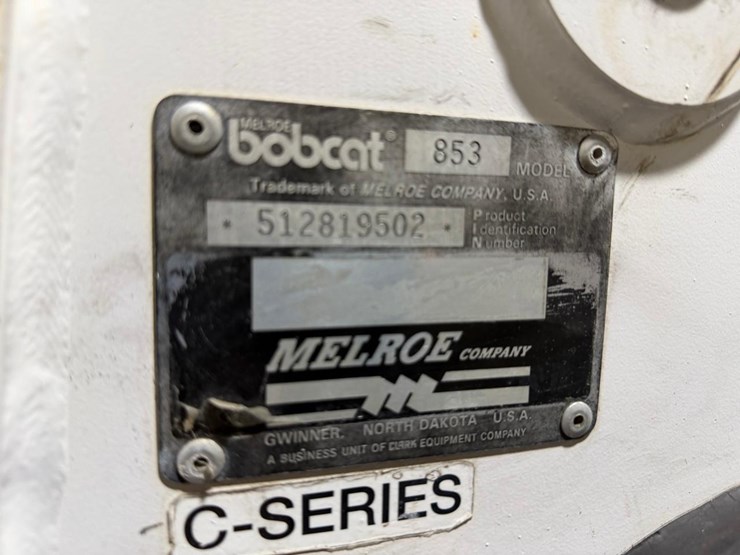 MELROE
bobcat® 853 MODEL
Trademark of MELROE COMPANY, U.S.A.
· 512819502 · Product Identification Number
MELROE COMPANY
GWINNER, NORTH DAKOTA U.S.A.
A BUSINESS UNIT OF CLARK EQUIPMENT COMPANY
C-SERIES